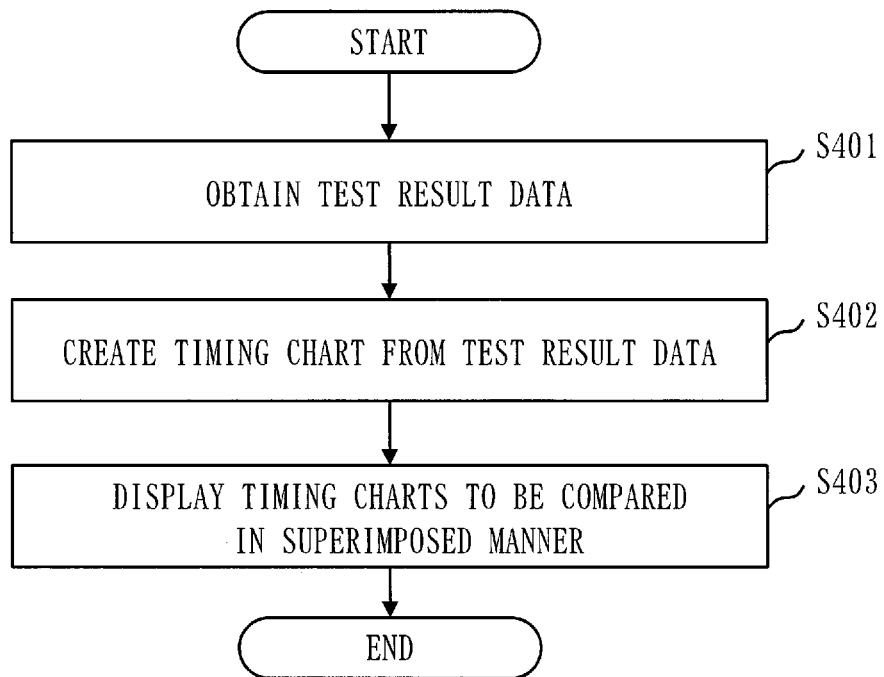 START
S401
OBTAIN TEST RESULT DATA
S402
CREATE TIMING CHART FROM TEST RESULT DATA
S403
DISPLAY TIMING CHARTS TO BE COMPARED
IN SUPERIMPOSED MANNER
END